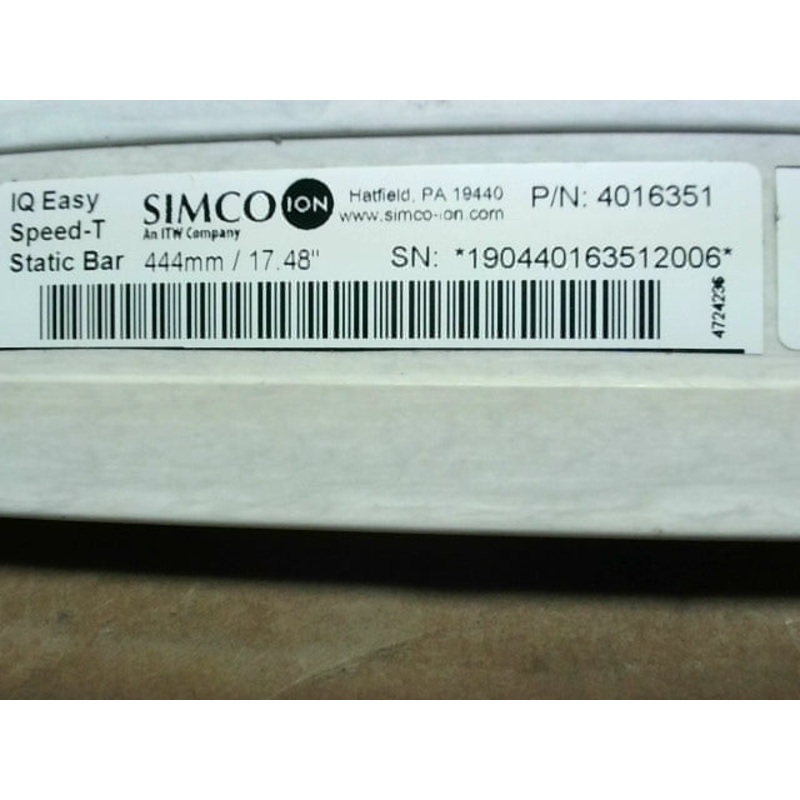 IQ Easy
Speed-T
Static Bar
SIMCO ION
An ITW Company
444mm / 17.48"
Hatfield, PA 19440
www.simco-ion.com
P/N: 4016351
SN: *190440163512006*
4724236